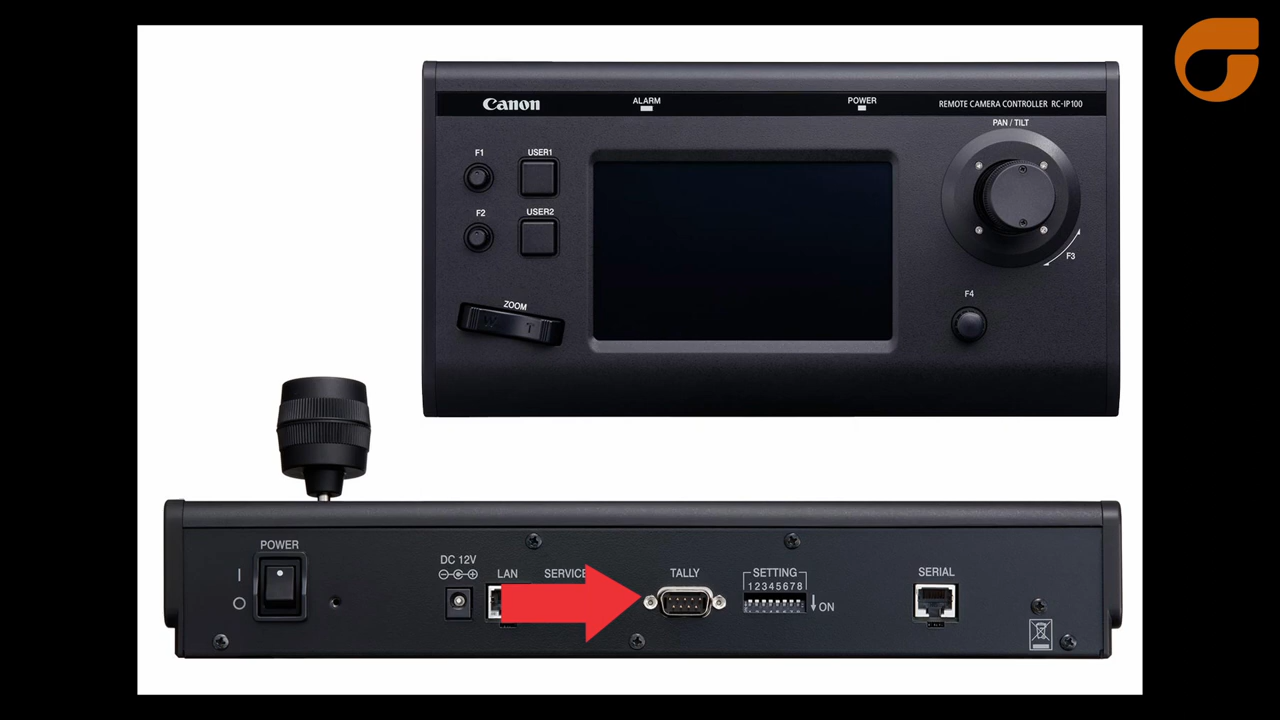 Canon
ALARM
POWER
REMOTE CAMERA CONTROLLER RC-IP100
PAN / TILT
F1
USER1
F2
USER2
ZOOM
W
T
F3
F4
POWER
I
O
DC 12V
LAN
SERVICE
TALLY
SETTING
12345678
ON
SERIAL